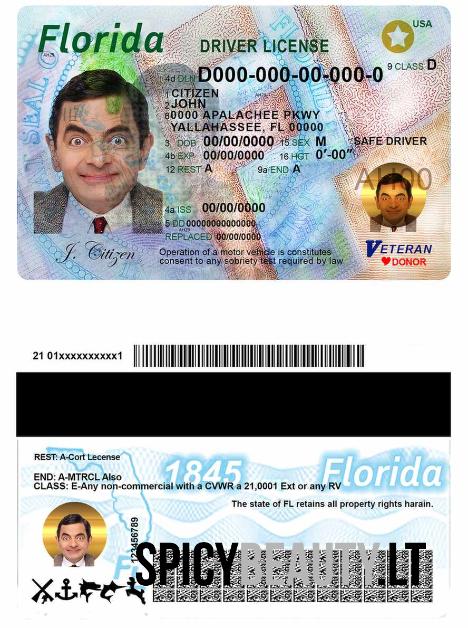 Florida
DRIVER LICENSE
USA
9 CLASS D
4d DLN D000-000-00-000-0
1 CITIZEN
2 JOHN
80000 APALACHEE PKWY
YALLAHASSEE, FL 00000
3. DOB 00/00/0000 15 SEX M SAFE DRIVER
4b EXP 00/00/0000 16 HGT 0'-00"
12 REST A 9a END A
4a ISS 00/00/0000
5 DD 00000000000000
REPLACED 00/00/0000
J. Citizen
Operation of a motor vehicle is constitutes
consent to any sobriety test required by law
VETERAN
DONOR
21 01xxxxxxxxxx1
REST: A-Cort Lecense
1845
Florida
END: A-MTRCL Also
CLASS: E-Any non-commercial with a CVWR a 21,0001 Ext or any RV
The state of FL retains all property rights harain.
123456789
SPICYBEAUTY.LT